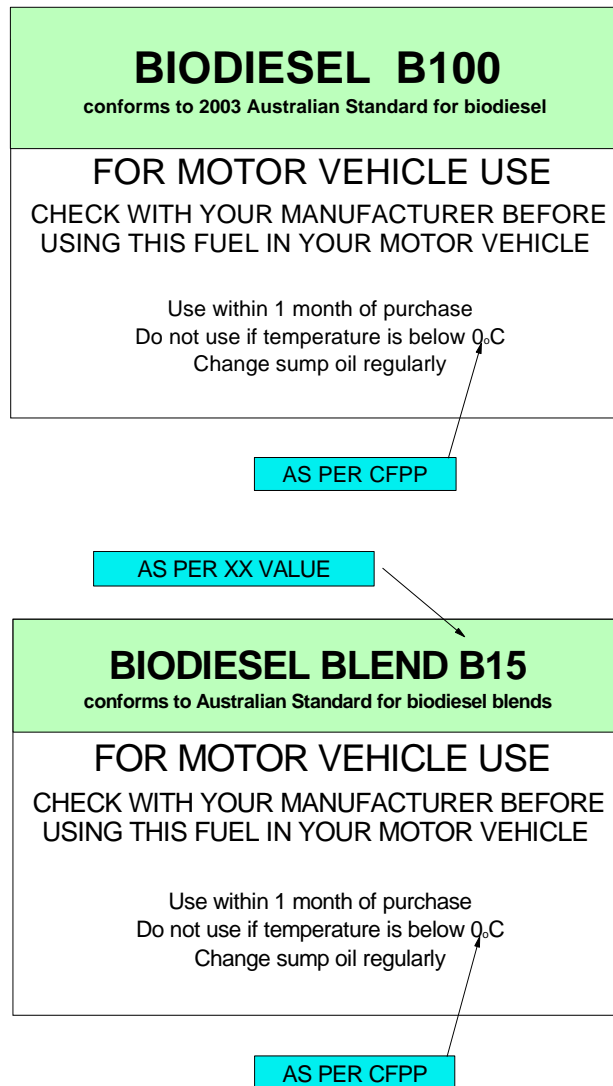 BIODIESEL B100
conforms to 2003 Australian Standard for biodiesel
FOR MOTOR VEHICLE USE
CHECK WITH YOUR MANUFACTURER BEFORE
USING THIS FUEL IN YOUR MOTOR VEHICLE
Use within 1 month of purchase
Do not use if temperature is below 0oC
Change sump oil regularly
AS PER CFPP
AS PER XX VALUE
BIODIESEL BLEND B15
conforms to Australian Standard for biodiesel blends
FOR MOTOR VEHICLE USE
CHECK WITH YOUR MANUFACTURER BEFORE
USING THIS FUEL IN YOUR MOTOR VEHICLE
Use within 1 month of purchase
Do not use if temperature is below 0oC
Change sump oil regularly
AS PER CFPP